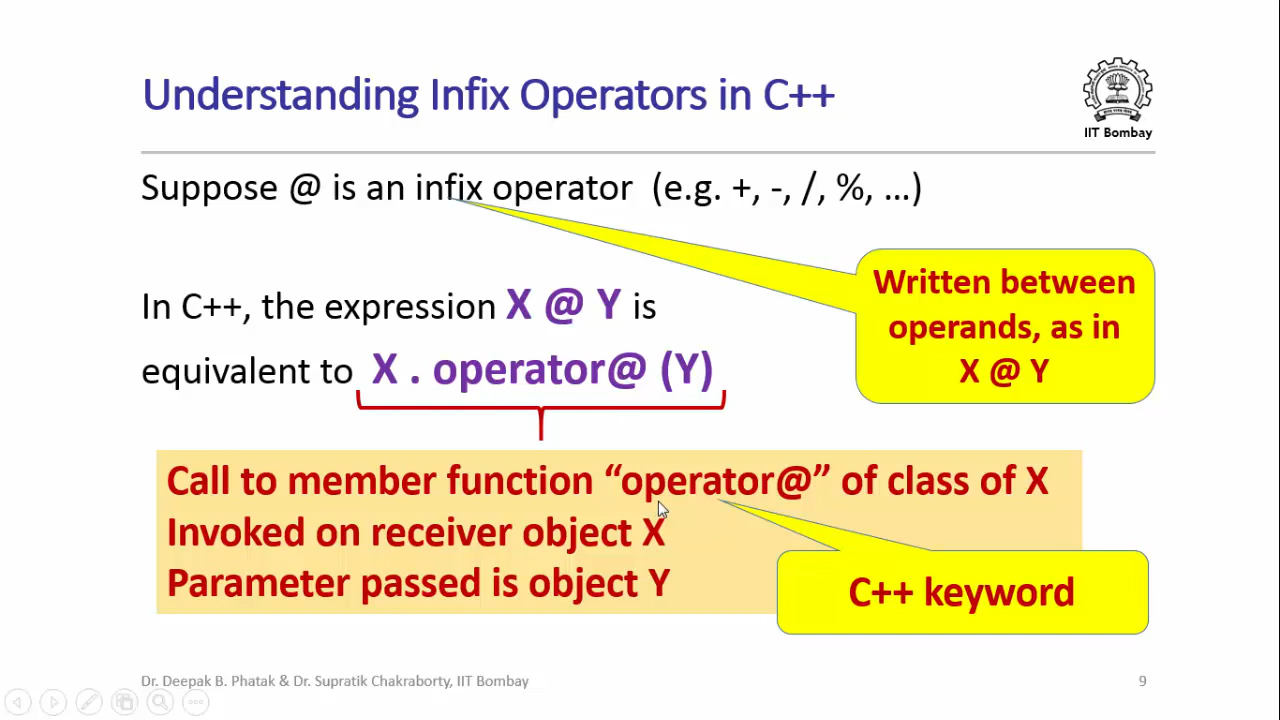 Understanding Infix Operators in C++
IIT Bombay
Suppose @ is an infix operator (e.g. +, -, /, %, ...)
Written between
operands, as in
X @ Y
In C++, the expression X @ Y is
equivalent to X . operator@ (Y)
Call to member function “operator@” of class of X
Invoked on receiver object X
Parameter passed is object Y
C++ keyword
Dr. Deepak B. Phatak & Dr. Supratik Chakraborty, IIT Bombay
9